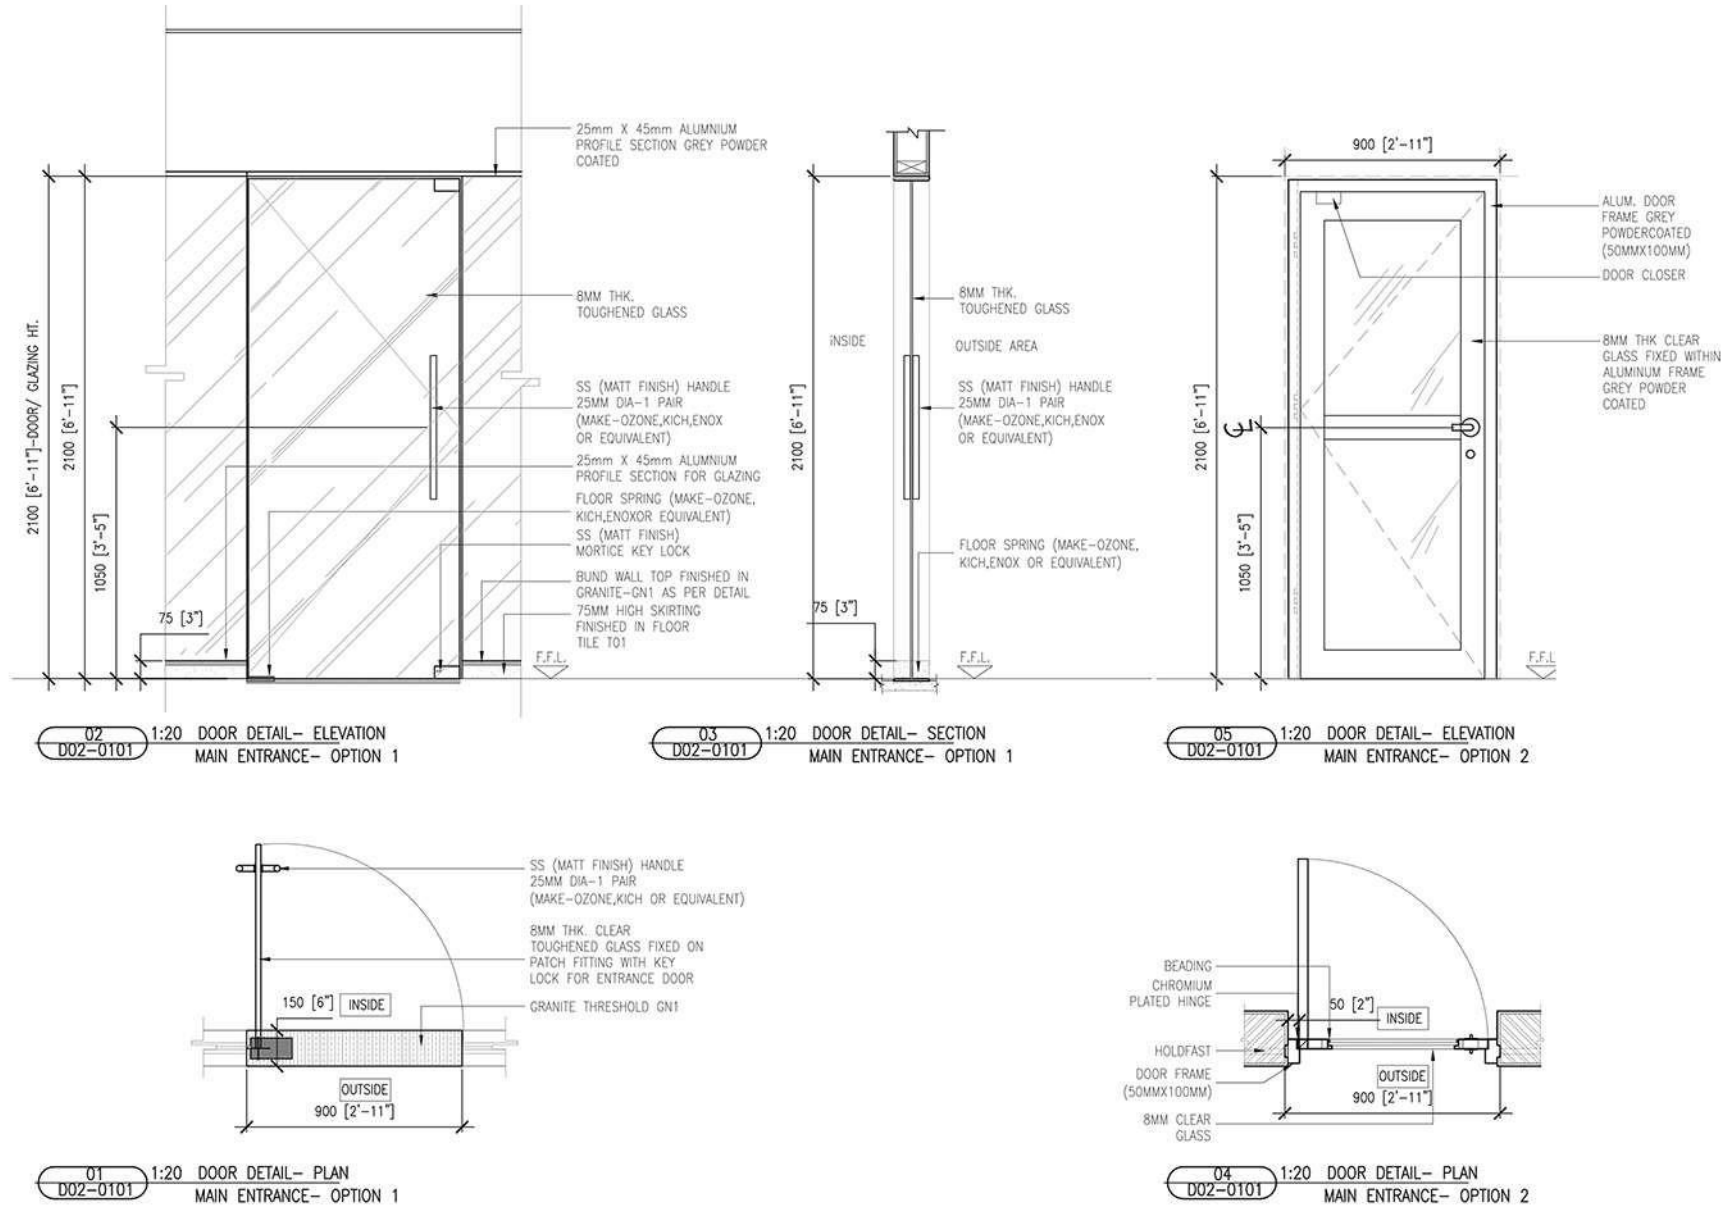 25mm X 45mm ALUMNIUM
PROFILE SECTION GREY POWDER
COATED
8MM THK.
TOUGHENED GLASS
SS (MATT FINISH) HANDLE
25MM DIA-1 PAIR
(MAKE-OZONE,KICH,ENOX
OR EQUIVALENT)
25mm X 45mm ALUMNIUM
PROFILE SECTION FOR GLAZING
FLOOR SPRING (MAKE-OZONE,
KICH,ENOXOR EQUIVALENT)
SS (MATT FINISH)
MORTICE KEY LOCK
BUND WALL TOP FINISHED IN
GRANITE-GN1 AS PER DETAIL
75MM HIGH SKIRTING
FINISHED IN FLOOR
TILE T01
F.F.L.
2100 [6'-11"]-DOOR/ GLAZING HT.
2100 [6'-11"]
1050 [3'-5"]
75 [3"]
02
D02-0101
1:20 DOOR DETAIL- ELEVATION
MAIN ENTRANCE- OPTION 1
2100 [6'-11"]
INSIDE
8MM THK.
TOUGHENED GLASS
OUTSIDE AREA
SS (MATT FINISH) HANDLE
25MM DIA-1 PAIR
(MAKE-OZONE,KICH,ENOX
OR EQUIVALENT)
FLOOR SPRING (MAKE-OZONE,
KICH,ENOX OR EQUIVALENT)
75 [3"]
F.F.L.
03
D02-0101
1:20 DOOR DETAIL- SECTION
MAIN ENTRANCE- OPTION 1
900 [2'-11"]
2100 [6'-11"]
1050 [3'-5"]
ALUM. DOOR
FRAME GREY
POWDERCOATED
(50MMX100MM)
DOOR CLOSER
8MM THK CLEAR
GLASS FIXED WITHIN
ALUMINUM FRAME
GREY POWDER
COATED
F.F.L
05
D02-0101
1:20 DOOR DETAIL- ELEVATION
MAIN ENTRANCE- OPTION 2
SS (MATT FINISH) HANDLE
25MM DIA-1 PAIR
(MAKE-OZONE,KICH OR EQUIVALENT)
8MM THK. CLEAR
TOUGHENED GLASS FIXED ON
PATCH FITTING WITH KEY
LOCK FOR ENTRANCE DOOR
GRANITE THRESHOLD GN1
150 [6"]
INSIDE
OUTSIDE
900 [2'-11"]
01
D02-0101
1:20 DOOR DETAIL- PLAN
MAIN ENTRANCE- OPTION 1
BEADING
CHROMIUM
PLATED HINGE
50 [2"]
INSIDE
HOLDFAST
DOOR FRAME
(50MMX100MM)
OUTSIDE
900 [2'-11"]
8MM CLEAR
GLASS
04
D02-0101
1:20 DOOR DETAIL- PLAN
MAIN ENTRANCE- OPTION 2